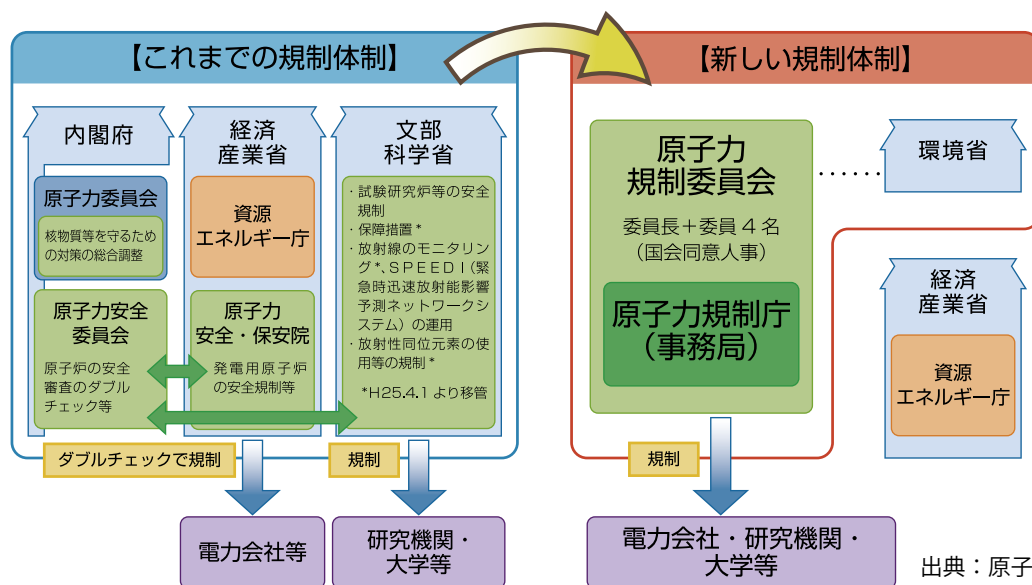 【これまでの規制体制】
内閣府
原子力委員会
核物質等を守るため
の対策の総合調整
原子力安全
委員会
原子炉の安全
審査のダブル
チェック等
経済
産業省
資源
エネルギー庁
原子力
安全・保安院
発電用原子炉
の安全規制等
文部
科学省
・試験研究炉等の安全
規制
・保障措置*
・放射線のモニタリン
グ*、SPEEDI(緊
急時迅速放射能影響
予測ネットワークシ
ステム)の運用
・放射性同位元素の使
用等の規制*
*H25.4.1より移管
ダブルチェックで規制
規制
電力会社等
研究機関・
大学等
【新しい規制体制】
原子力
規制委員会
委員長+委員4名
(国会同意人事)
原子力規制庁
(事務局)
……
環境省
経済
産業省
資源
エネルギー庁
規制
電力会社・研究機関・
大学等
出典:原子